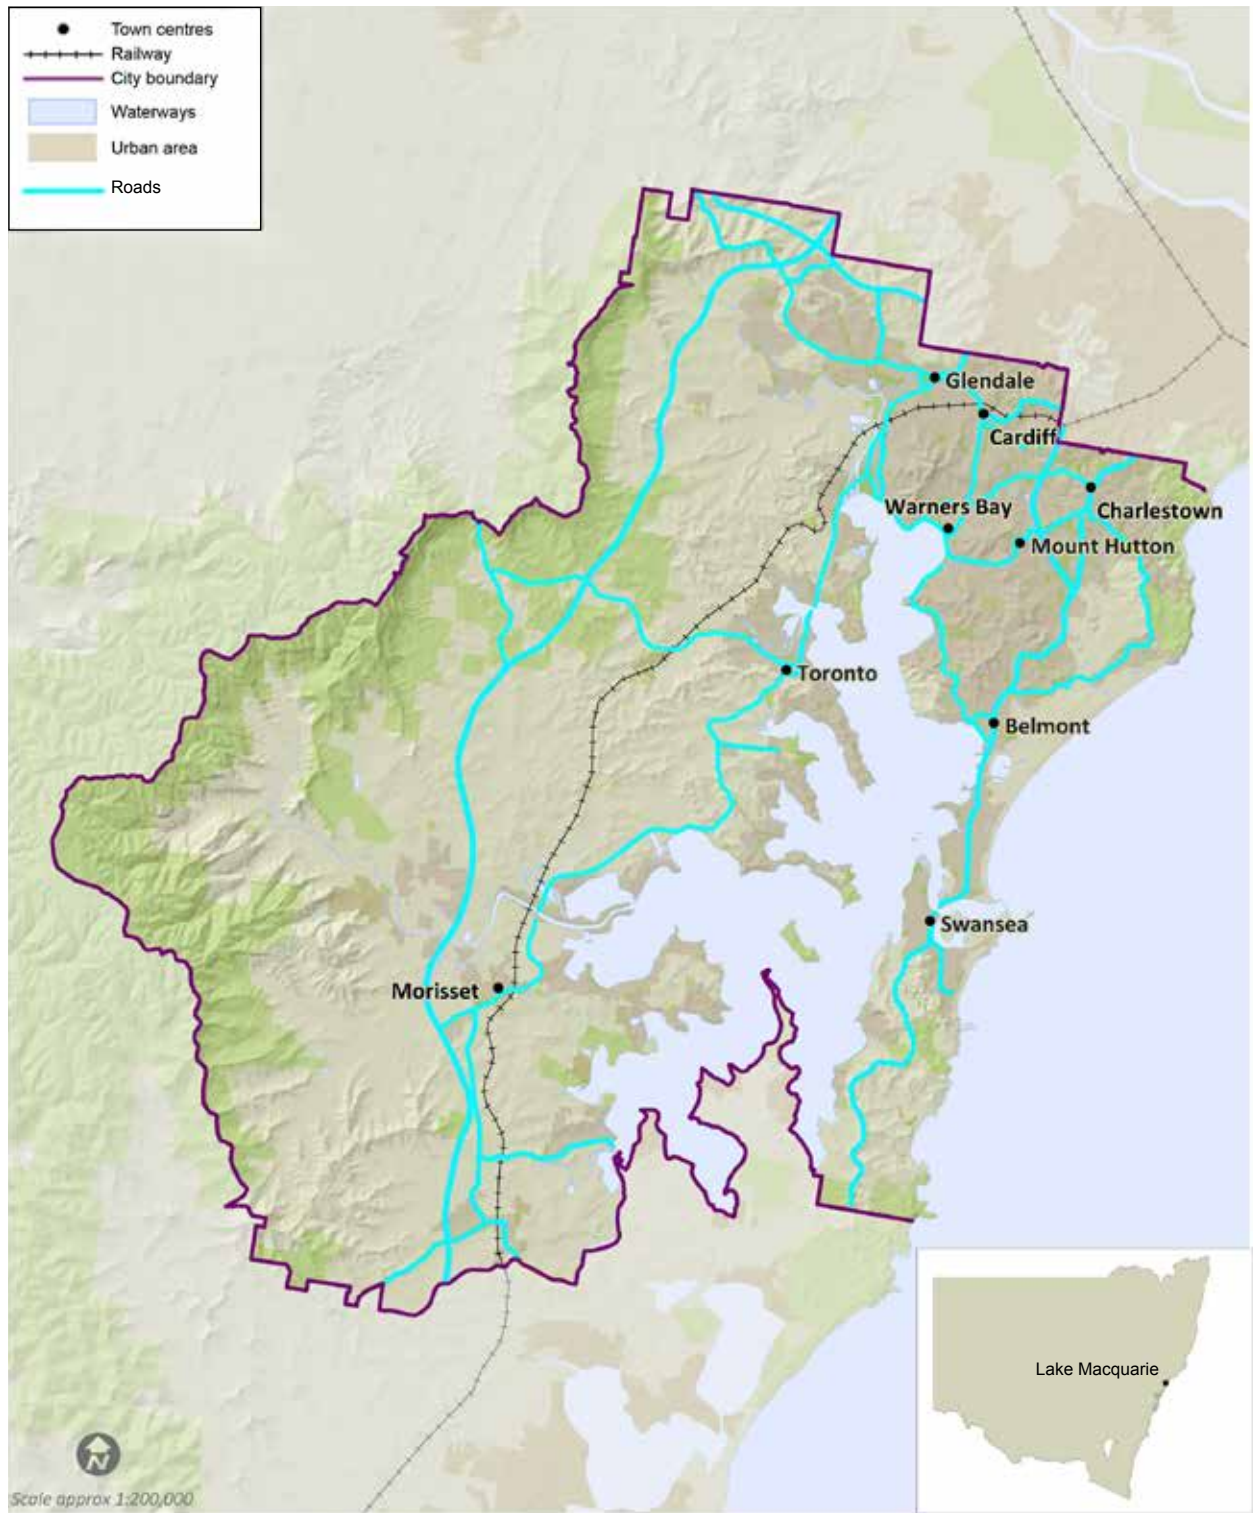 Town centres
Railway
City boundary
Waterways
Urban area
Roads
Glendale
Cardiff
Warners Bay
Charlestown
Mount Hutton
Toronto
Belmont
Swansea
Morisset
Lake Macquarie
N
Scale approx 1:200,000